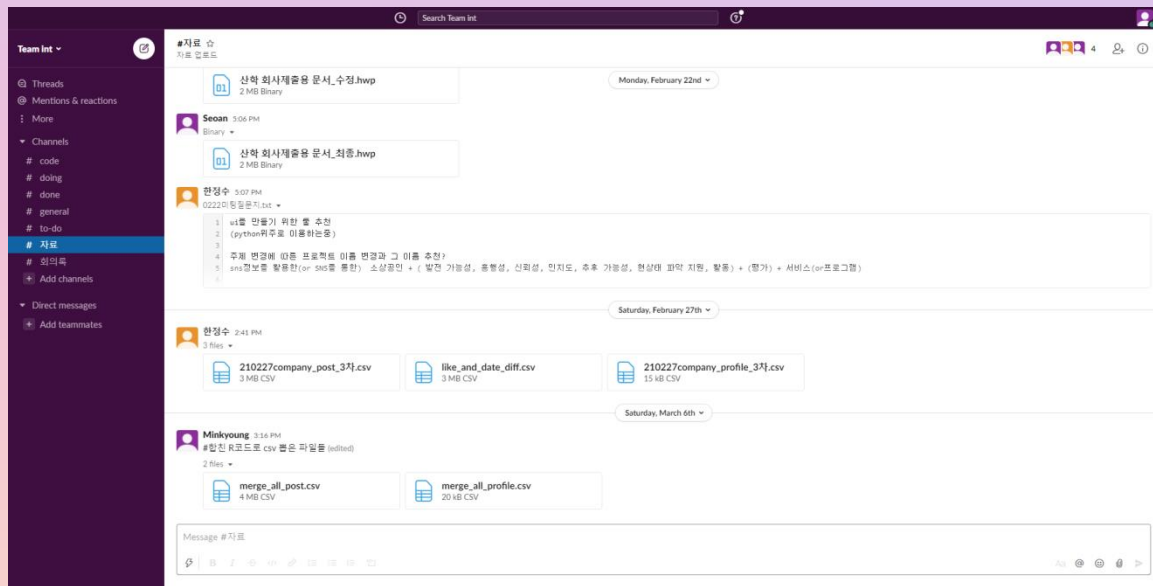 Search Team int
Team int
#자료
자료 업로드
4
Threads
Mentions & reactions
More
Channels
# code
# doing
# done
# general
# to-do
# 자료
# 회의록
+ Add channels
Direct messages
+ Add teammates
산학 회사제출용 문서_수정.hwp
2 MB Binary
Monday, February 22nd
Seoan 5:06 PM
Binary
산학 회사제출용 문서_최종.hwp
2 MB Binary
한정수 5:07 PM
0222미팅질문지.txt
1 ui를 만들기 위한 툴 추천
2 (python위주로 이용하는중)
3
4 주제 변경에 따른 프로젝트 이름 변경과 그 이름 추천?
5 sns정보를 활용한(or SNS를 통한) 소상공인 + ( 발전 가능성, 흥행성, 신뢰성, 인지도, 추후 가능성, 현상태 파악 지원, 활동) + (평가) + 서비스(or프로그램)
Saturday, February 27th
한정수 2:41 PM
3 files
210227company_post_3차.csv
3 MB CSV
like_and_date_diff.csv
3 MB CSV
210227company_profile_3차.csv
15 kB CSV
Saturday, March 6th
Minkyoung 3:16 PM
#합친 R코드로 csv 뽑은 파일들 (edited)
2 files
merge_all_post.csv
4 MB CSV
merge_all_profile.csv
20 kB CSV
Message #자료
Aa @